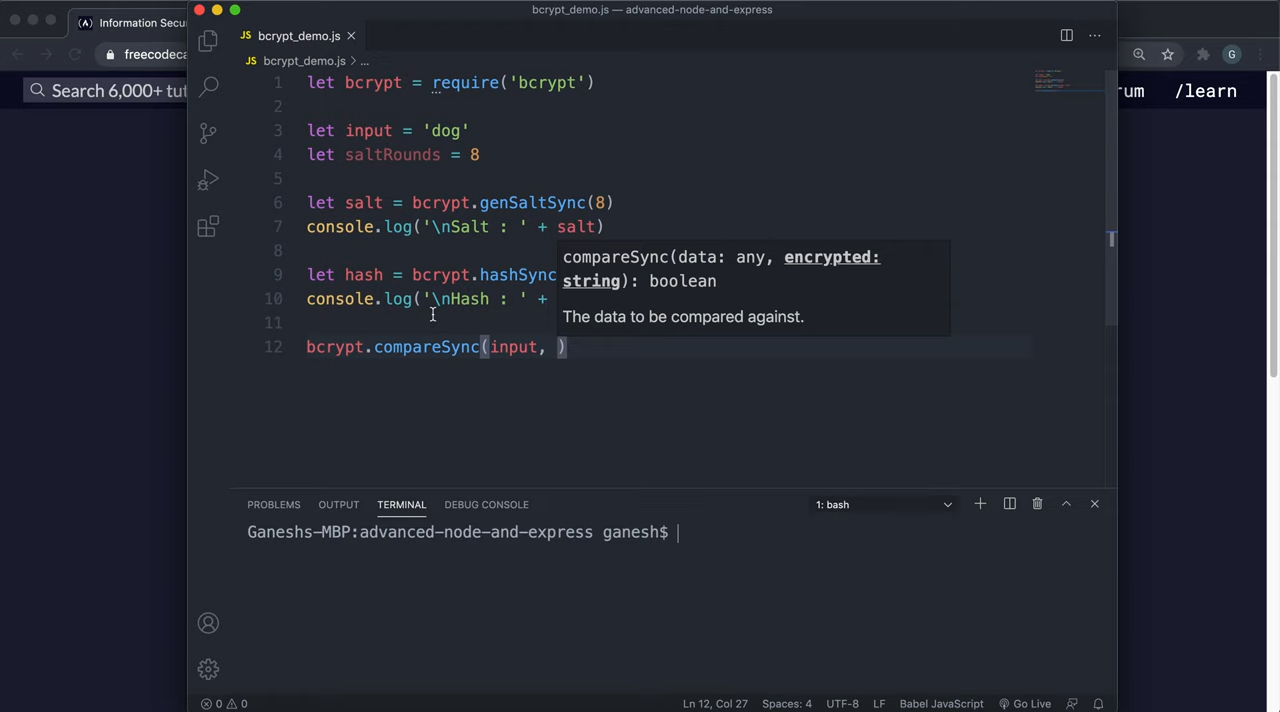 bcrypt_demo.js — advanced-node-and-express
Information Secu
JS bcrypt_demo.js
freecodeca
JS bcrypt_demo.js > ...
Search 6,000+ tut
rum /learn
G
1 let bcrypt = require('bcrypt')
2
3 let input = 'dog'
4 let saltRounds = 8
5
6 let salt = bcrypt.genSaltSync(8)
7 console.log('\nSalt : ' + salt)
8
9 let hash = bcrypt.hashSync
10 console.log('\nHash : ' +
11
12 bcrypt.compareSync(input, )
compareSync(data: any, encrypted:
string): boolean
The data to be compared against.
PROBLEMS OUTPUT TERMINAL DEBUG CONSOLE 1: bash
Ganeshs-MBP:advanced-node-and-express ganesh$
0 0 Ln 12, Col 27 Spaces: 4 UTF-8 LF Babel JavaScript Go Live